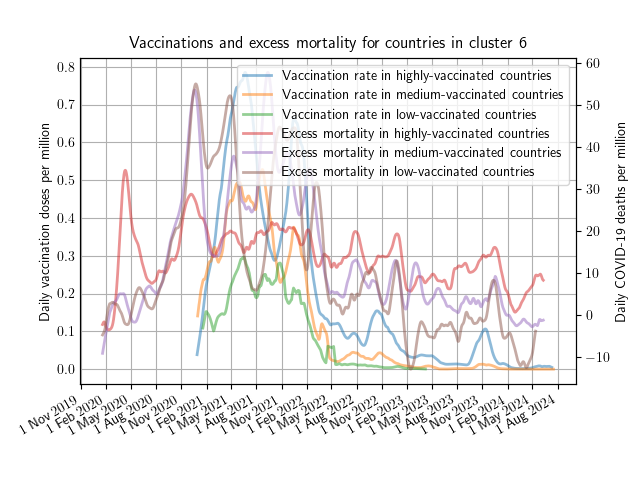 Vaccinations and excess mortality for countries in cluster 6
Vaccination rate in highly-vaccinated countries
Vaccination rate in medium-vaccinated countries
Vaccination rate in low-vaccinated countries
Excess mortality in highly-vaccinated countries
Excess mortality in medium-vaccinated countries
Excess mortality in low-vaccinated countries
Daily vaccination doses per million
0.8
0.7
0.6
0.5
0.4
0.3
0.2
0.1
0.0
Daily COVID-19 deaths per million
60
50
40
30
20
10
0
−10
1 Nov 2019
1 Feb 2020
1 May 2020
1 Aug 2020
1 Nov 2020
1 Feb 2021
1 May 2021
1 Aug 2021
1 Nov 2021
1 Feb 2022
1 May 2022
1 Aug 2022
1 Nov 2022
1 Feb 2023
1 May 2023
1 Aug 2023
1 Nov 2023
1 Feb 2024
1 May 2024
1 Aug 2024